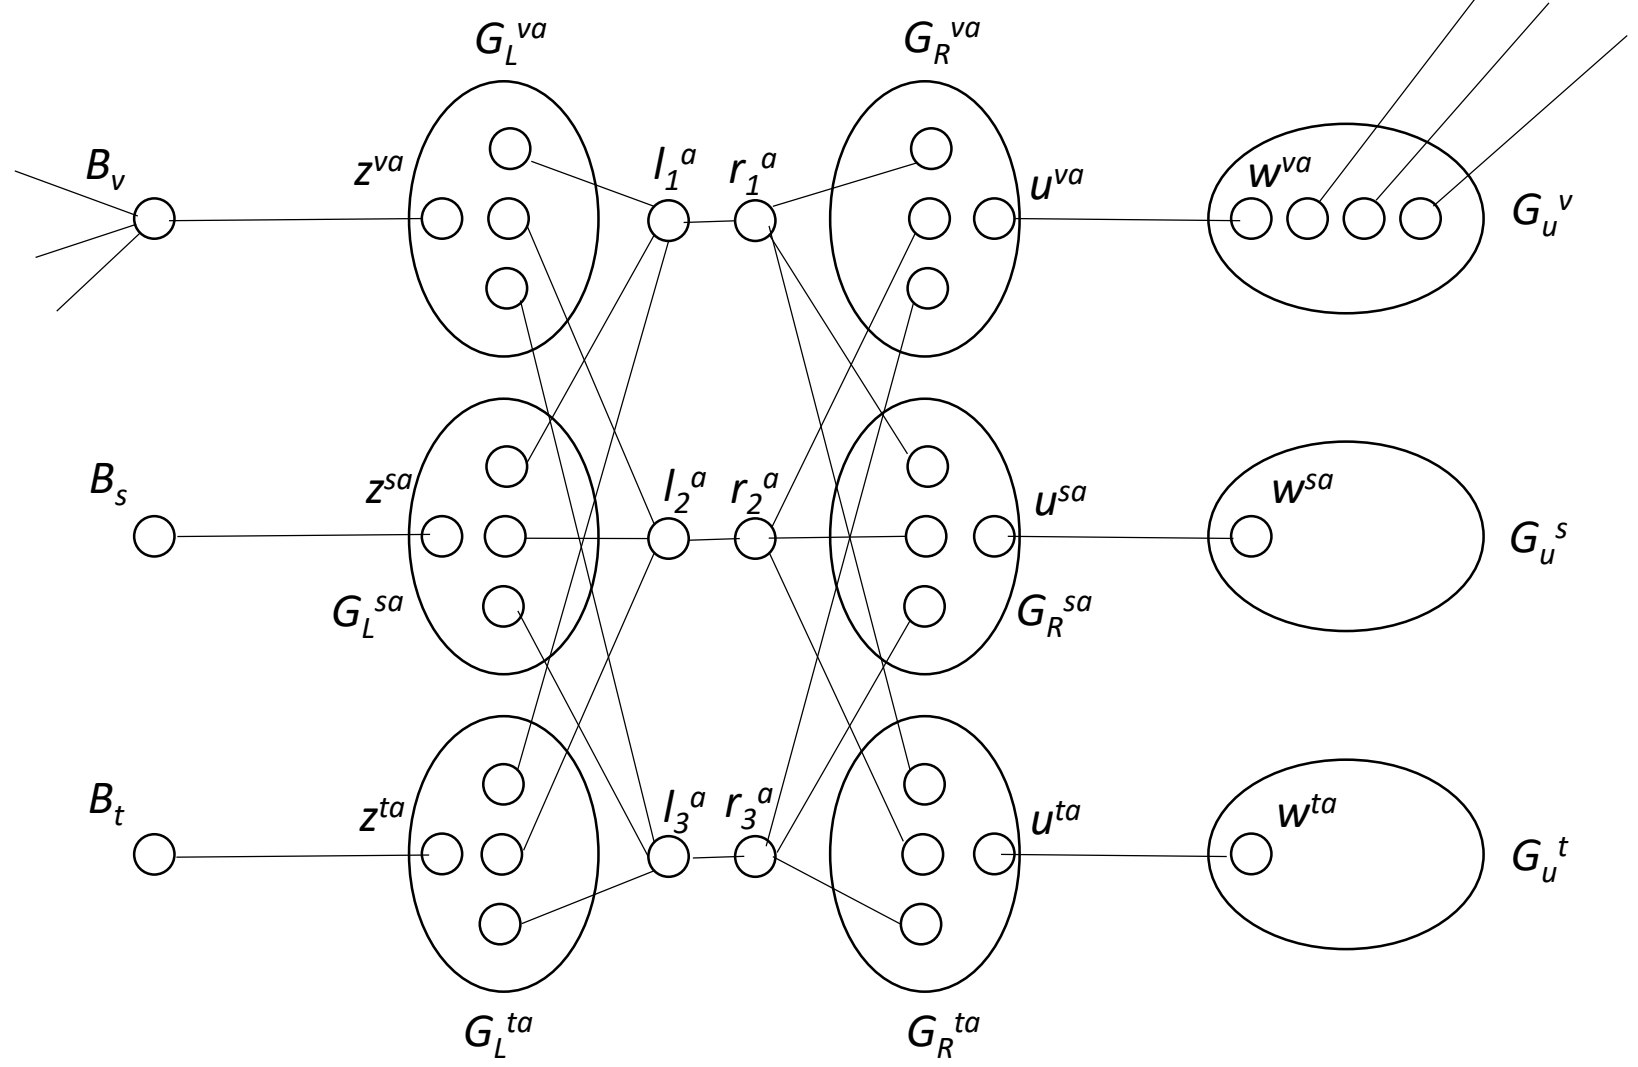 G_L^va
G_R^va
B_v
z^va
l_1^a
r_1^a
u^va
w^va
G_u^v
B_s
z^sa
l_2^a
r_2^a
u^sa
w^sa
G_u^s
G_L^sa
G_R^sa
B_t
z^ta
l_3^a
r_3^a
u^ta
w^ta
G_u^t
G_L^ta
G_R^ta